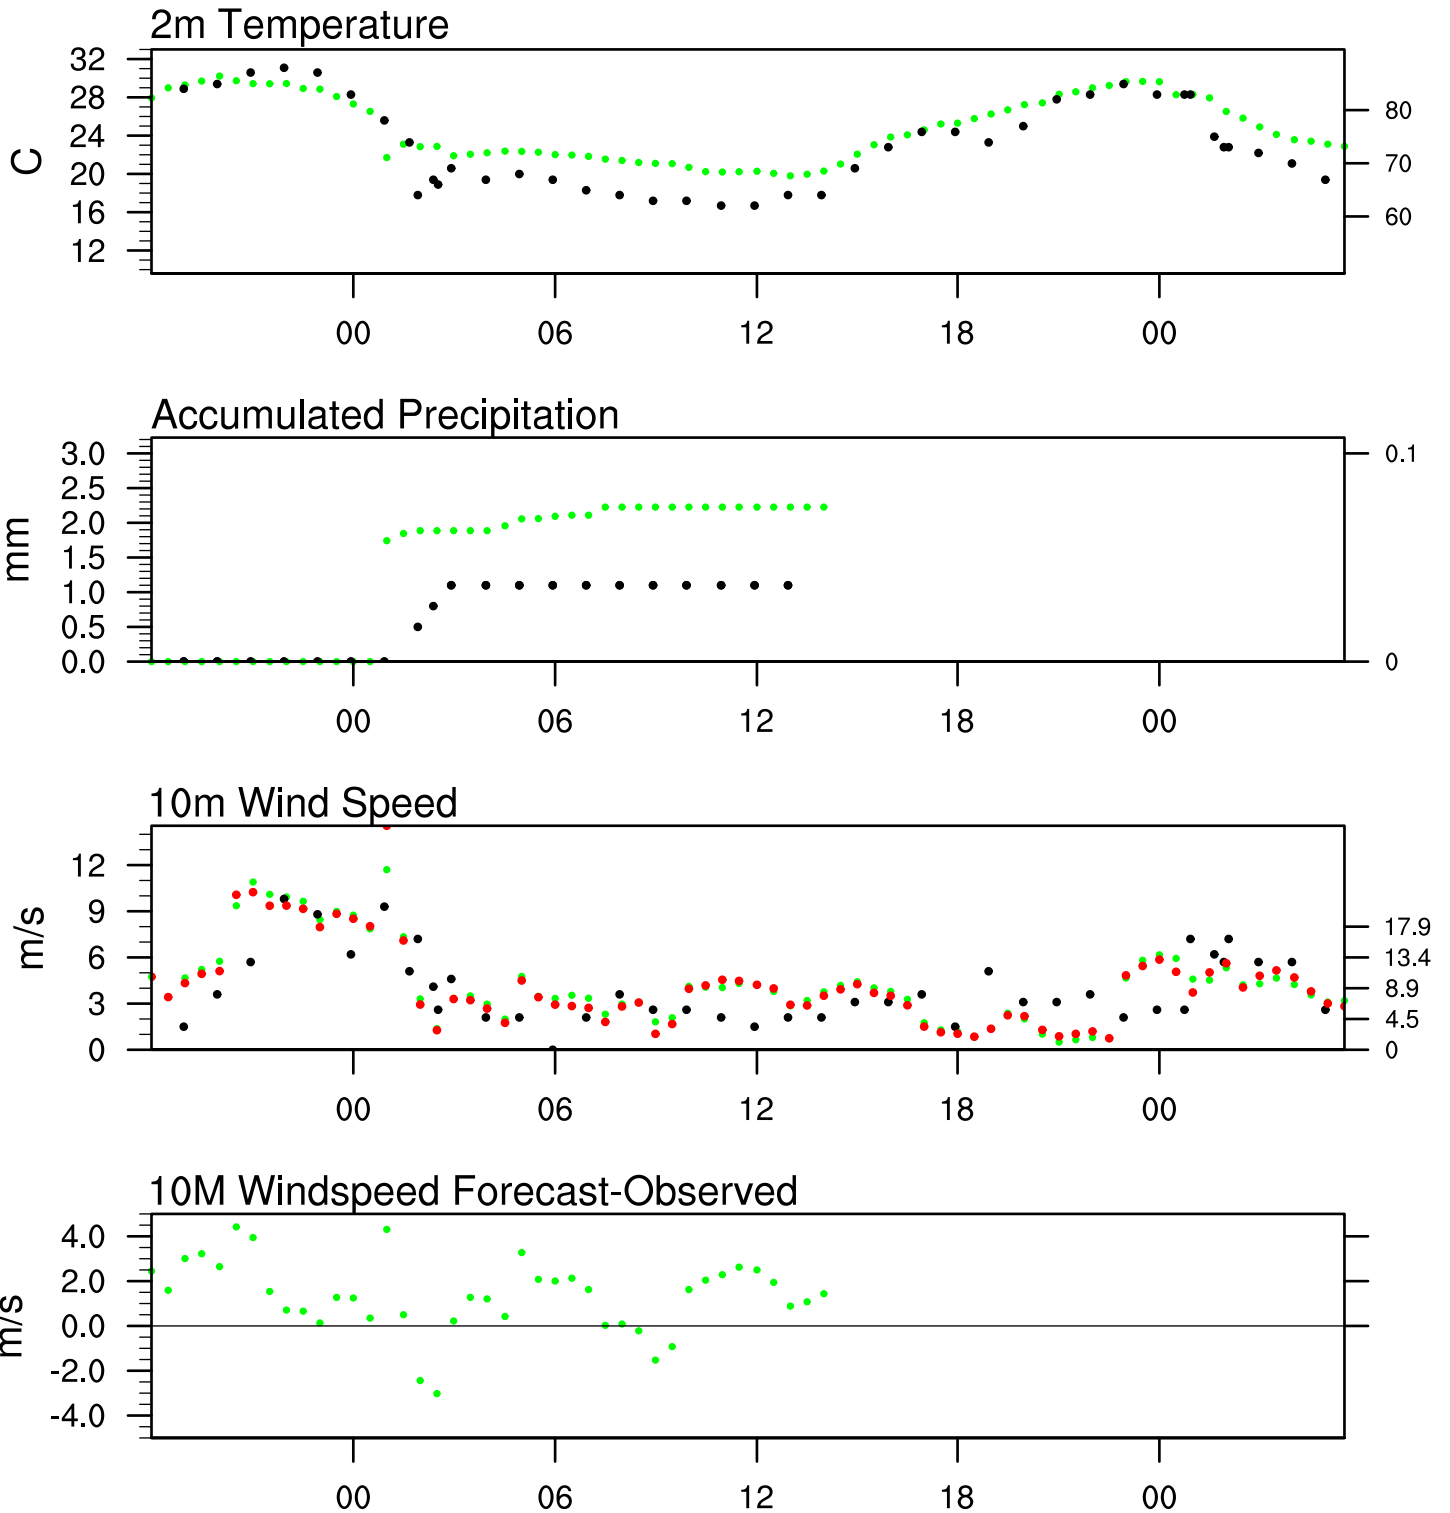 2m Temperature
32
28
24
20
16
12
C
80
70
60
00 06 12 18 00
Accumulated Precipitation
3.0
2.5
2.0
1.5
1.0
0.5
0.0
mm
0.1
0
00 06 12 18 00
10m Wind Speed
12
9
6
3
0
m/s
17.9
13.4
8.9
4.5
0
00 06 12 18 00
10M Windspeed Forecast-Observed
4.0
2.0
0.0
-2.0
-4.0
m/s
00 06 12 18 00